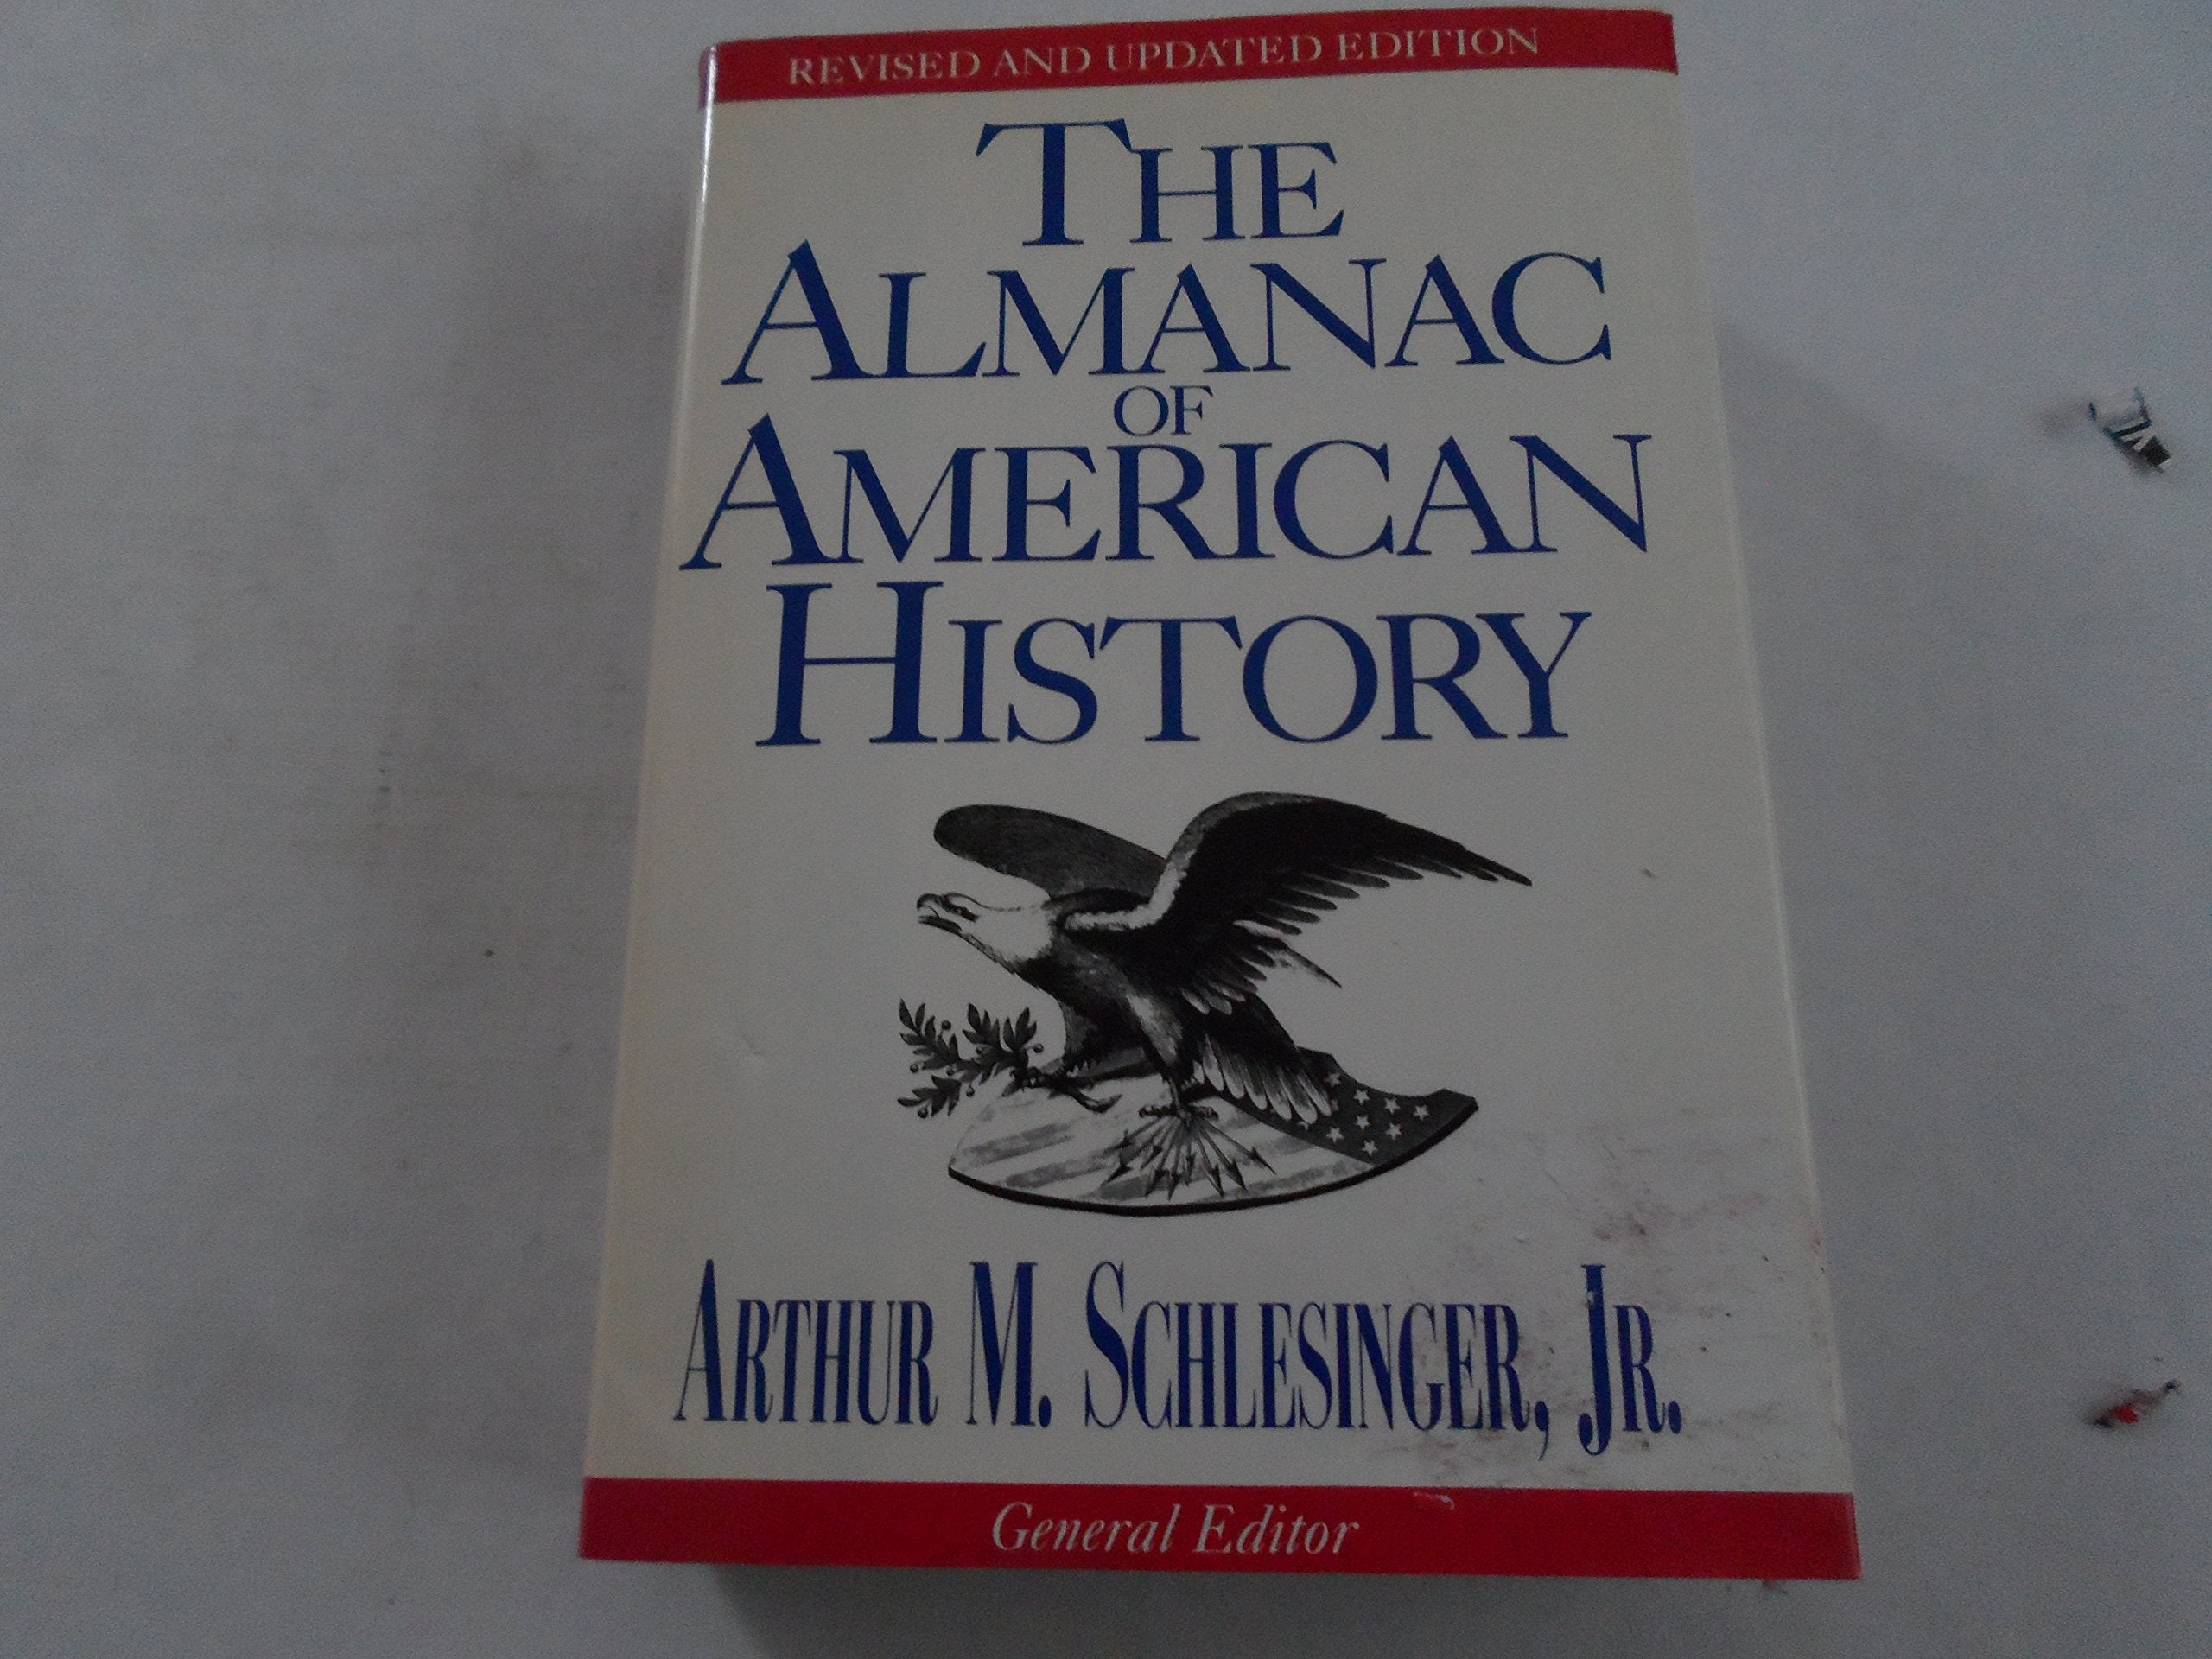 REVISED AND UPDATED EDITION
THE
ALMANAC
OF
AMERICAN
HISTORY
ARTHUR M. SCHLESINGER, JR.
General Editor